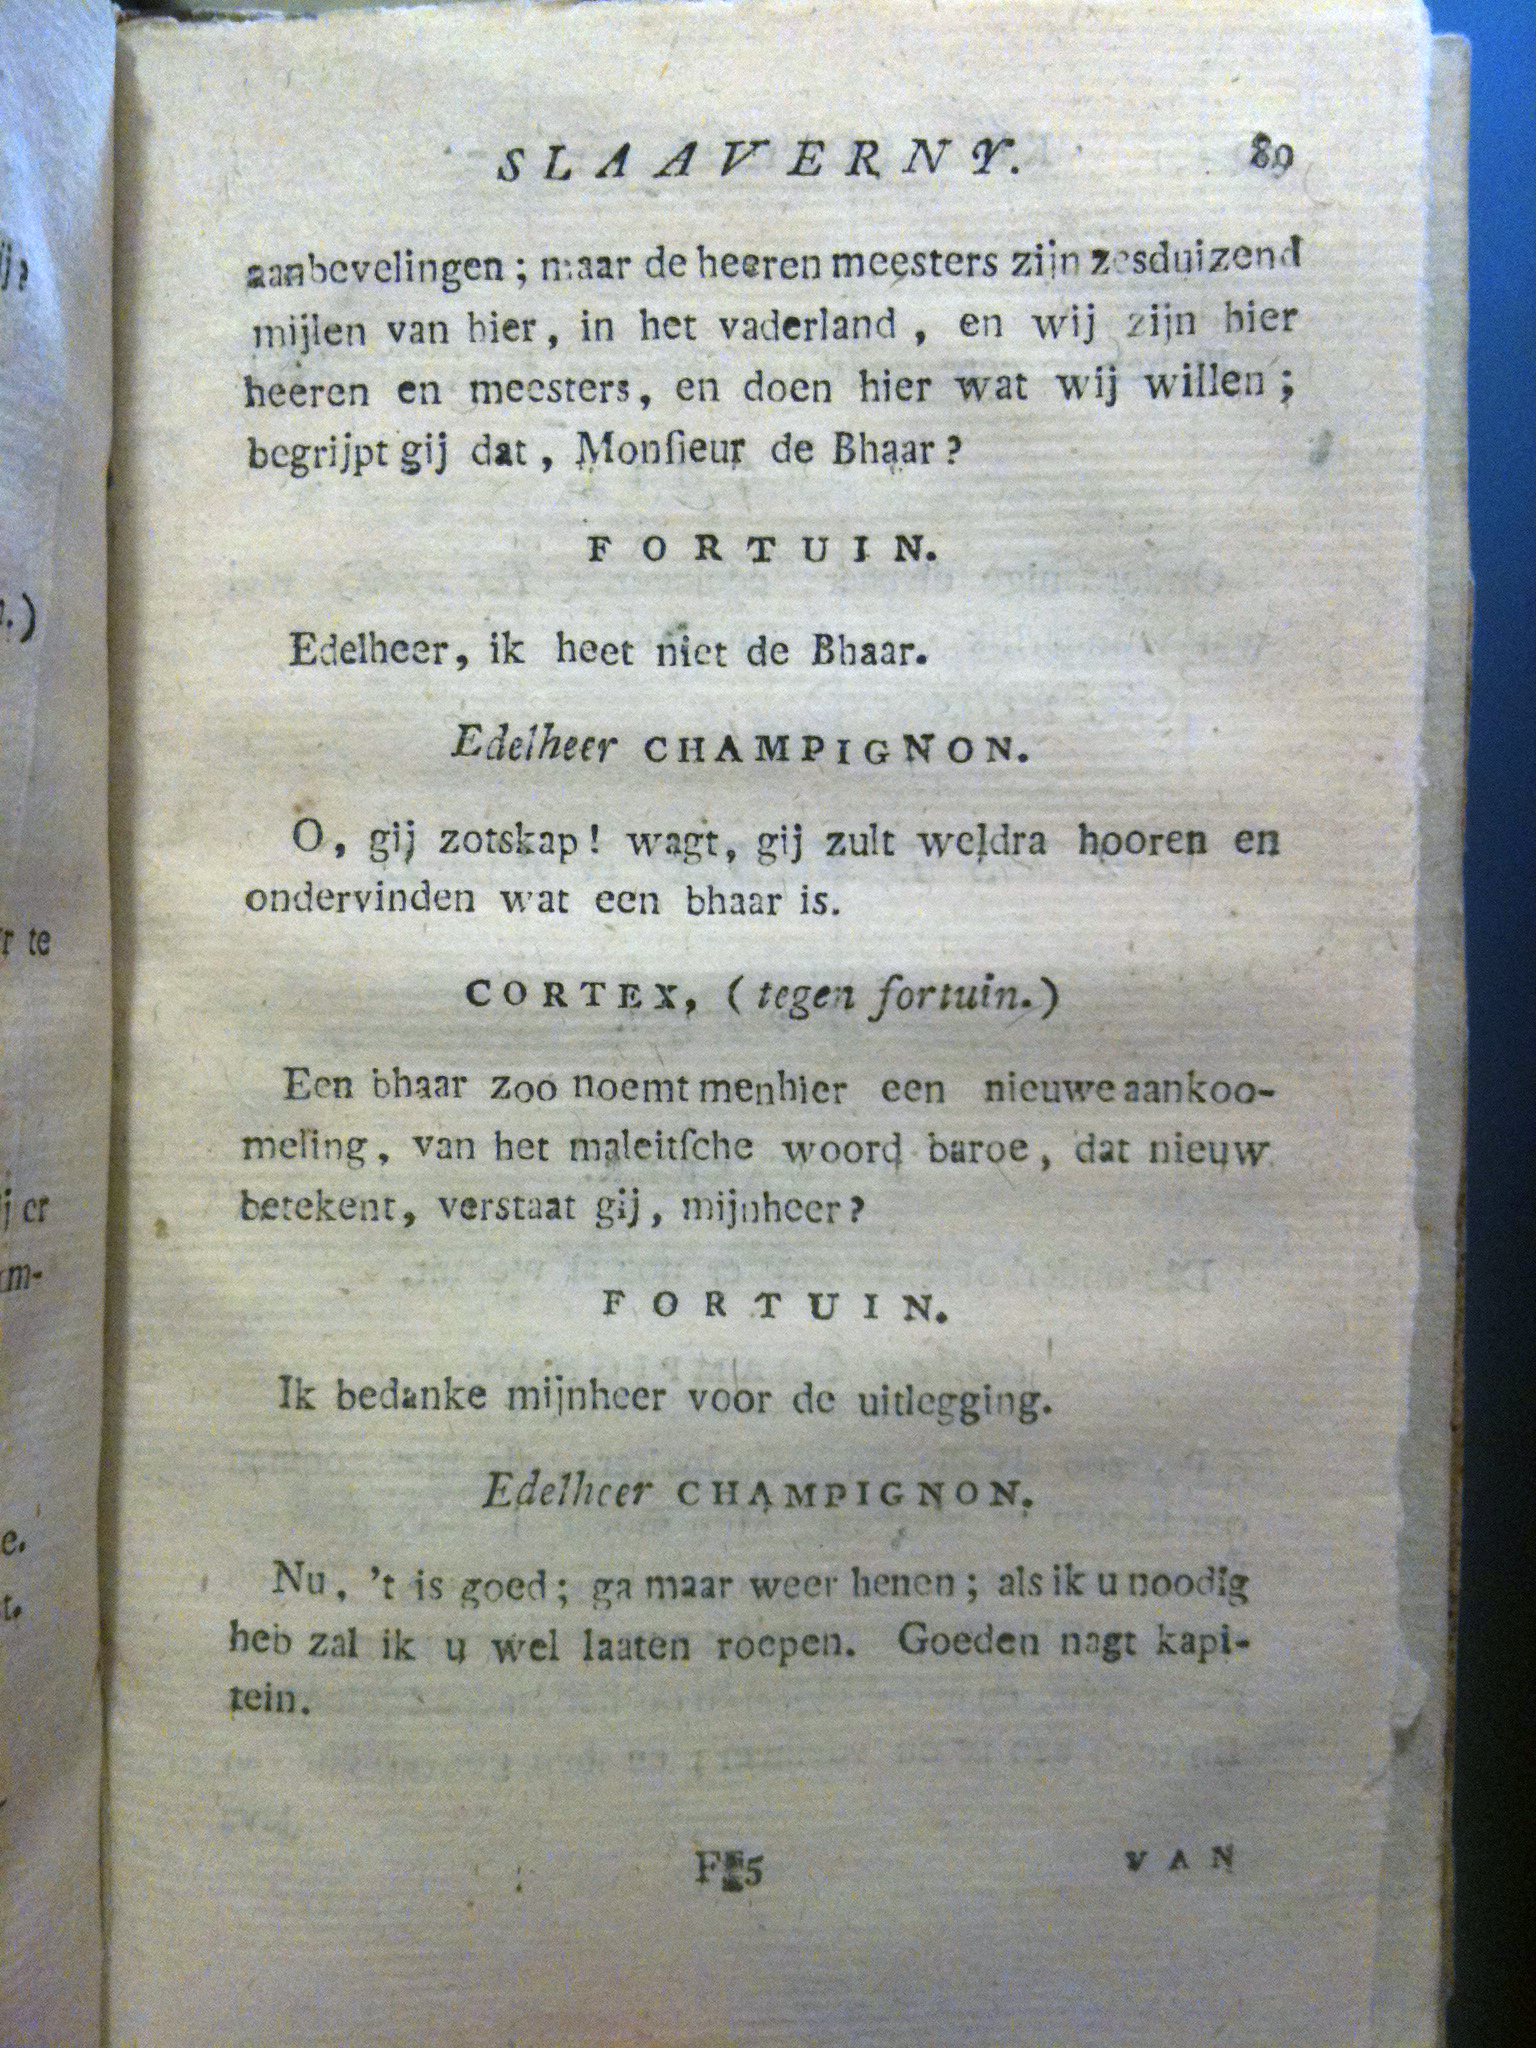 SLAAVERNY. 89
aanbevelingen; maar de heeren meesters zijn zesduizend
mijlen van hier, in het vaderland, en wij zijn hier
heeren en meesters, en doen hier wat wij willen;
begrijpt gij dat, Monſieur de Bhaar?
FORTUIN.
Edelheer, ik heet niet de Bhaar.
Edelheer CHAMPIGNON.
O, gij zotskap! wagt, gij zult weldra hooren en
ondervinden wat een bhaar is.
CORTEX, (tegen fortuin.)
Een bhaar zoo noemt menhier een nieuwe aankoo-
meling, van het maleitſche woord baroe, dat nieuw
betekent, verstaat gij, mijnheer?
FORTUIN.
Ik bedanke mijnheer voor de uitlegging.
Edelheer CHAMPIGNON.
Nu, 't is goed; ga maar weer henen; als ik u noodig
heb zal ik u wel laaten roepen. Goeden nagt kapi-
tein.
VAN